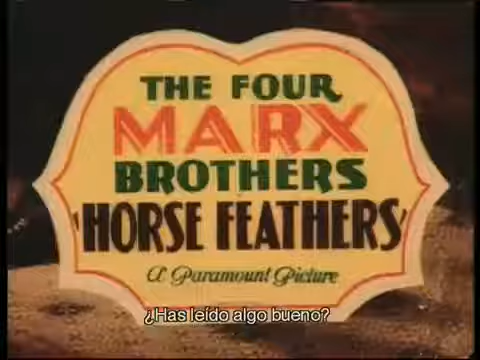 THE FOUR
MARX
BROTHERS
'HORSE FEATHERS'
A Paramount Picture
¿Has leído algo bueno?